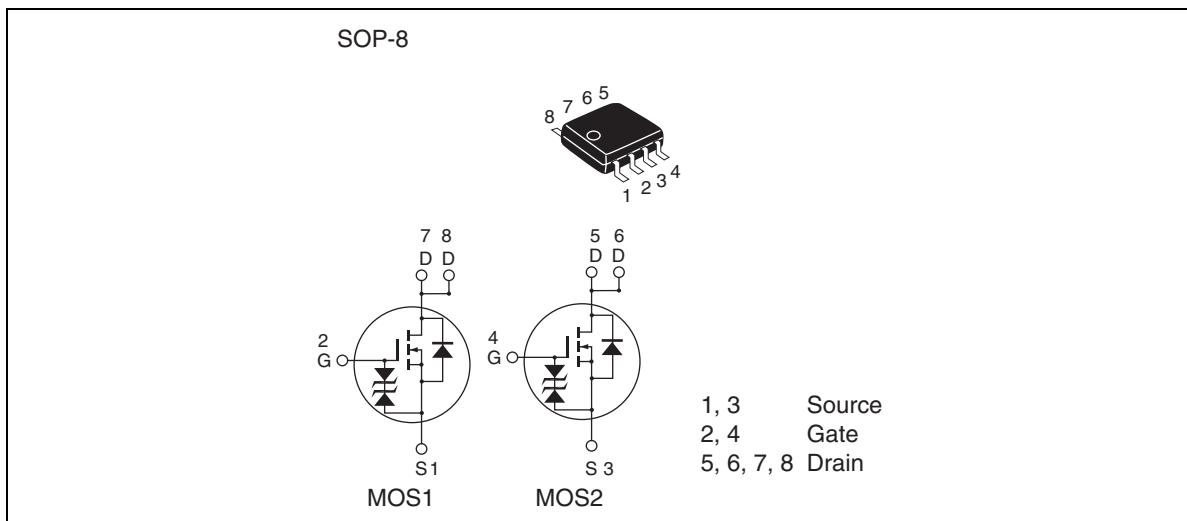 SOP-8
8 7 6 5
1 2 3 4
7 8
D D
2
G
S 1
MOS1
5 6
D D
4
G
S 3
MOS2
1, 3 Source
2, 4 Gate
5, 6, 7, 8 Drain